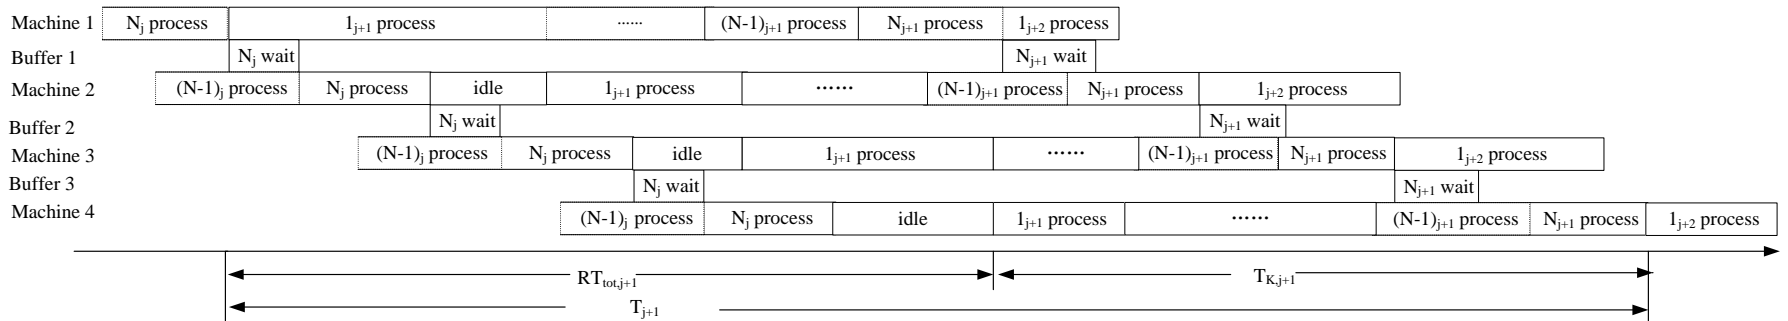 Machine 1 N_j process 1_{j+1} process ...... (N-1)_{j+1} process N_{j+1} process 1_{j+2} process
Buffer 1 N_j wait N_{j+1} wait
Machine 2 (N-1)_j process N_j process idle 1_{j+1} process ...... (N-1)_{j+1} process N_{j+1} process 1_{j+2} process
Buffer 2 N_j wait N_{j+1} wait
Machine 3 (N-1)_j process N_j process idle 1_{j+1} process ...... (N-1)_{j+1} process N_{j+1} process 1_{j+2} process
Buffer 3 N_j wait N_{j+1} wait
Machine 4 (N-1)_j process N_j process idle 1_{j+1} process ...... (N-1)_{j+1} process N_{j+1} process 1_{j+2} process
RT_{tot,j+1} T_{K,j+1}
T_{j+1}